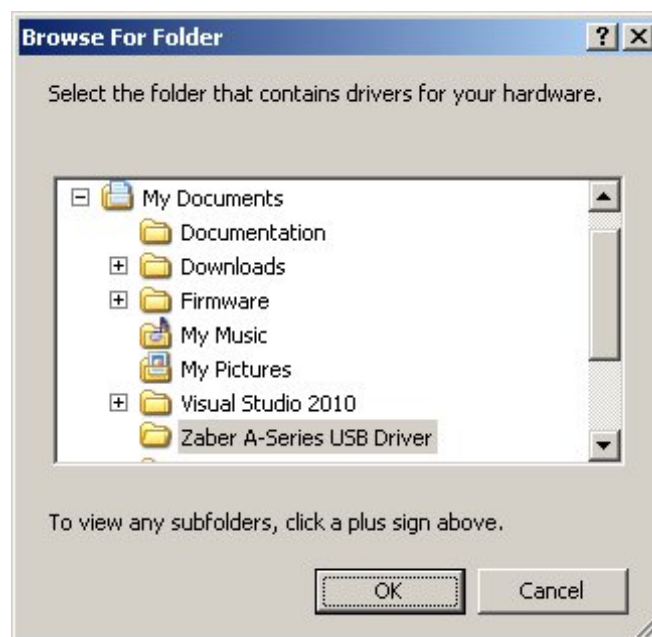 Browse For Folder
Select the folder that contains drivers for your hardware.
My Documents
Documentation
Downloads
Firmware
My Music
My Pictures
Visual Studio 2010
Zaber A-Series USB Driver
To view any subfolders, click a plus sign above.
OK Cancel